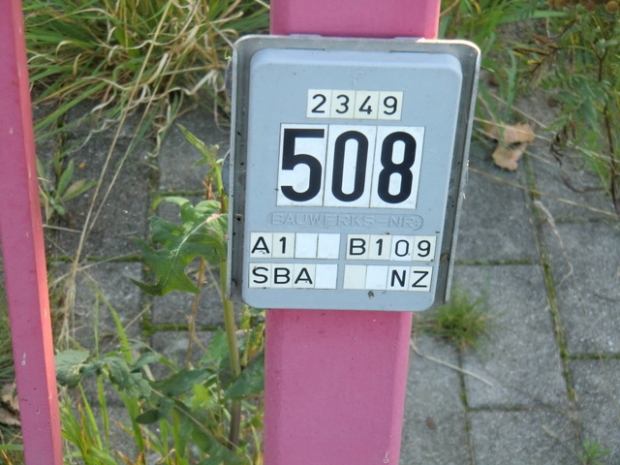 2349
508
BAUWERKS-NR.
A1 B109
SBA NZ